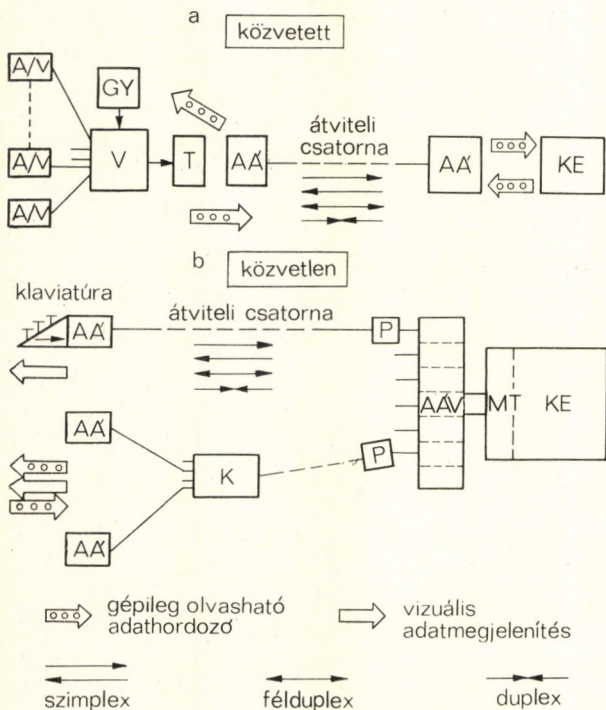 a
közvetett
A/V
GY
A/V
V
T
AÁ
átviteli
csatorna
AÁ
KE
A/V
b
közvetlen
klaviatúra
AÁ
átviteli csatorna
P
AÁV
MT
KE
AÁ
K
P
AÁ
gépileg olvasható
adathordozó
vizuális
adatmegjelenítés
szimplex
félduplex
duplex